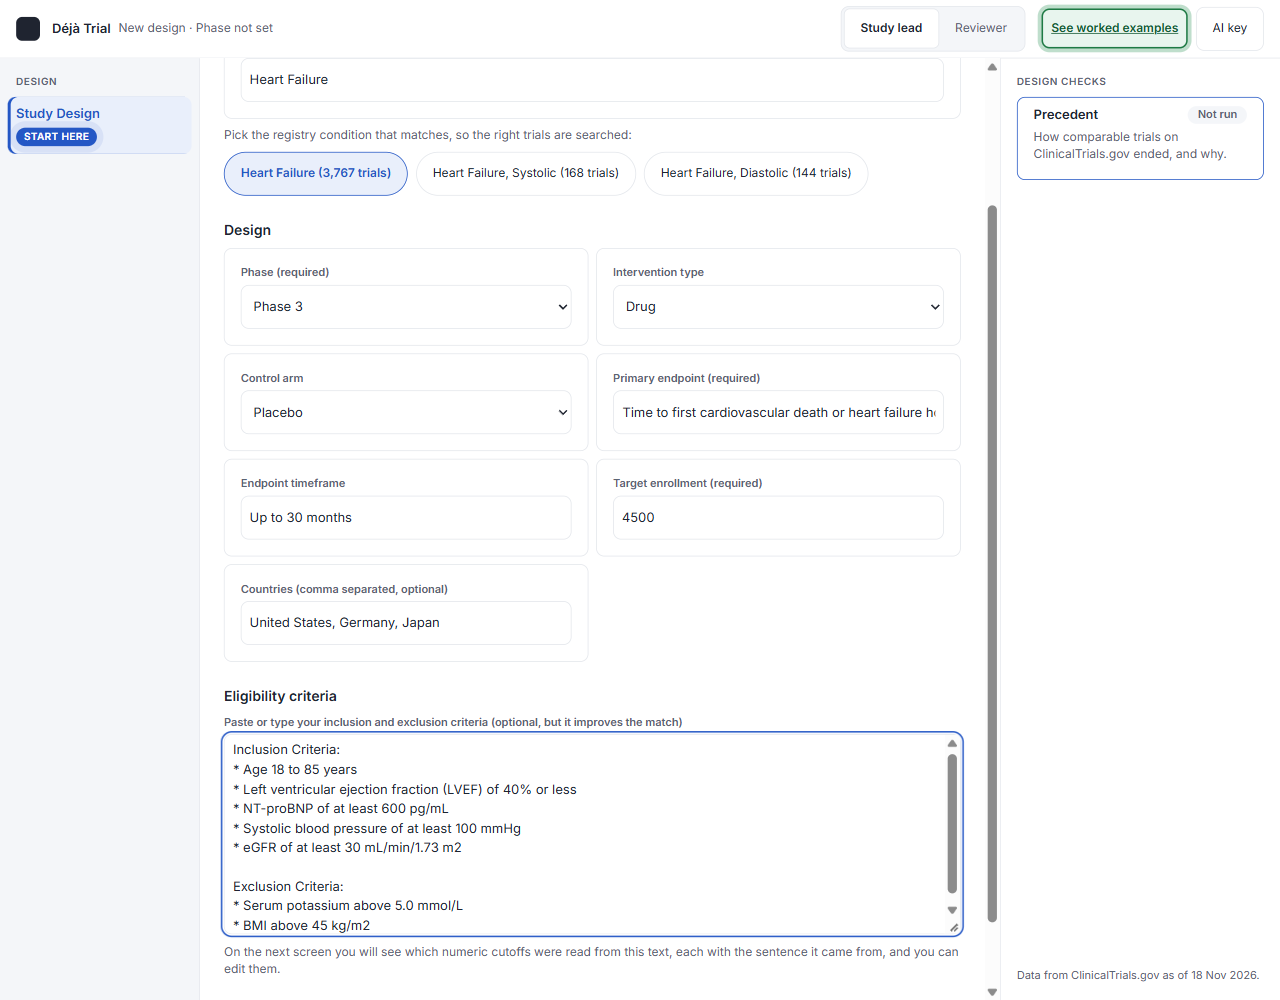 Déjà Trial
New design · Phase not set
Study lead
Reviewer
See worked examples
AI key
DESIGN
Study Design
START HERE
Heart Failure
Pick the registry condition that matches, so the right trials are searched:
Heart Failure (3,767 trials)
Heart Failure, Systolic (168 trials)
Heart Failure, Diastolic (144 trials)
Design
Phase (required)
Phase 3
Intervention type
Drug
Control arm
Placebo
Primary endpoint (required)
Time to first cardiovascular death or heart failure
Endpoint timeframe
Up to 30 months
Target enrollment (required)
4500
Countries (comma separated, optional)
United States, Germany, Japan
Eligibility criteria
Paste or type your inclusion and exclusion criteria (optional, but it improves the match)
Inclusion Criteria:
* Age 18 to 85 years
* Left ventricular ejection fraction (LVEF) of 40% or less
* NT-proBNP of at least 600 pg/mL
* Systolic blood pressure of at least 100 mmHg
* eGFR of at least 30 mL/min/1.73 m2
Exclusion Criteria:
* Serum potassium above 5.0 mmol/L
* BMI above 45 kg/m2
On the next screen you will see which numeric cutoffs were read from this text, each with the sentence it came from, and you can
edit them.
DESIGN CHECKS
Precedent
Not run
How comparable trials on
ClinicalTrials.gov ended, and why.
Data from ClinicalTrials.gov as of 18 Nov 2026.